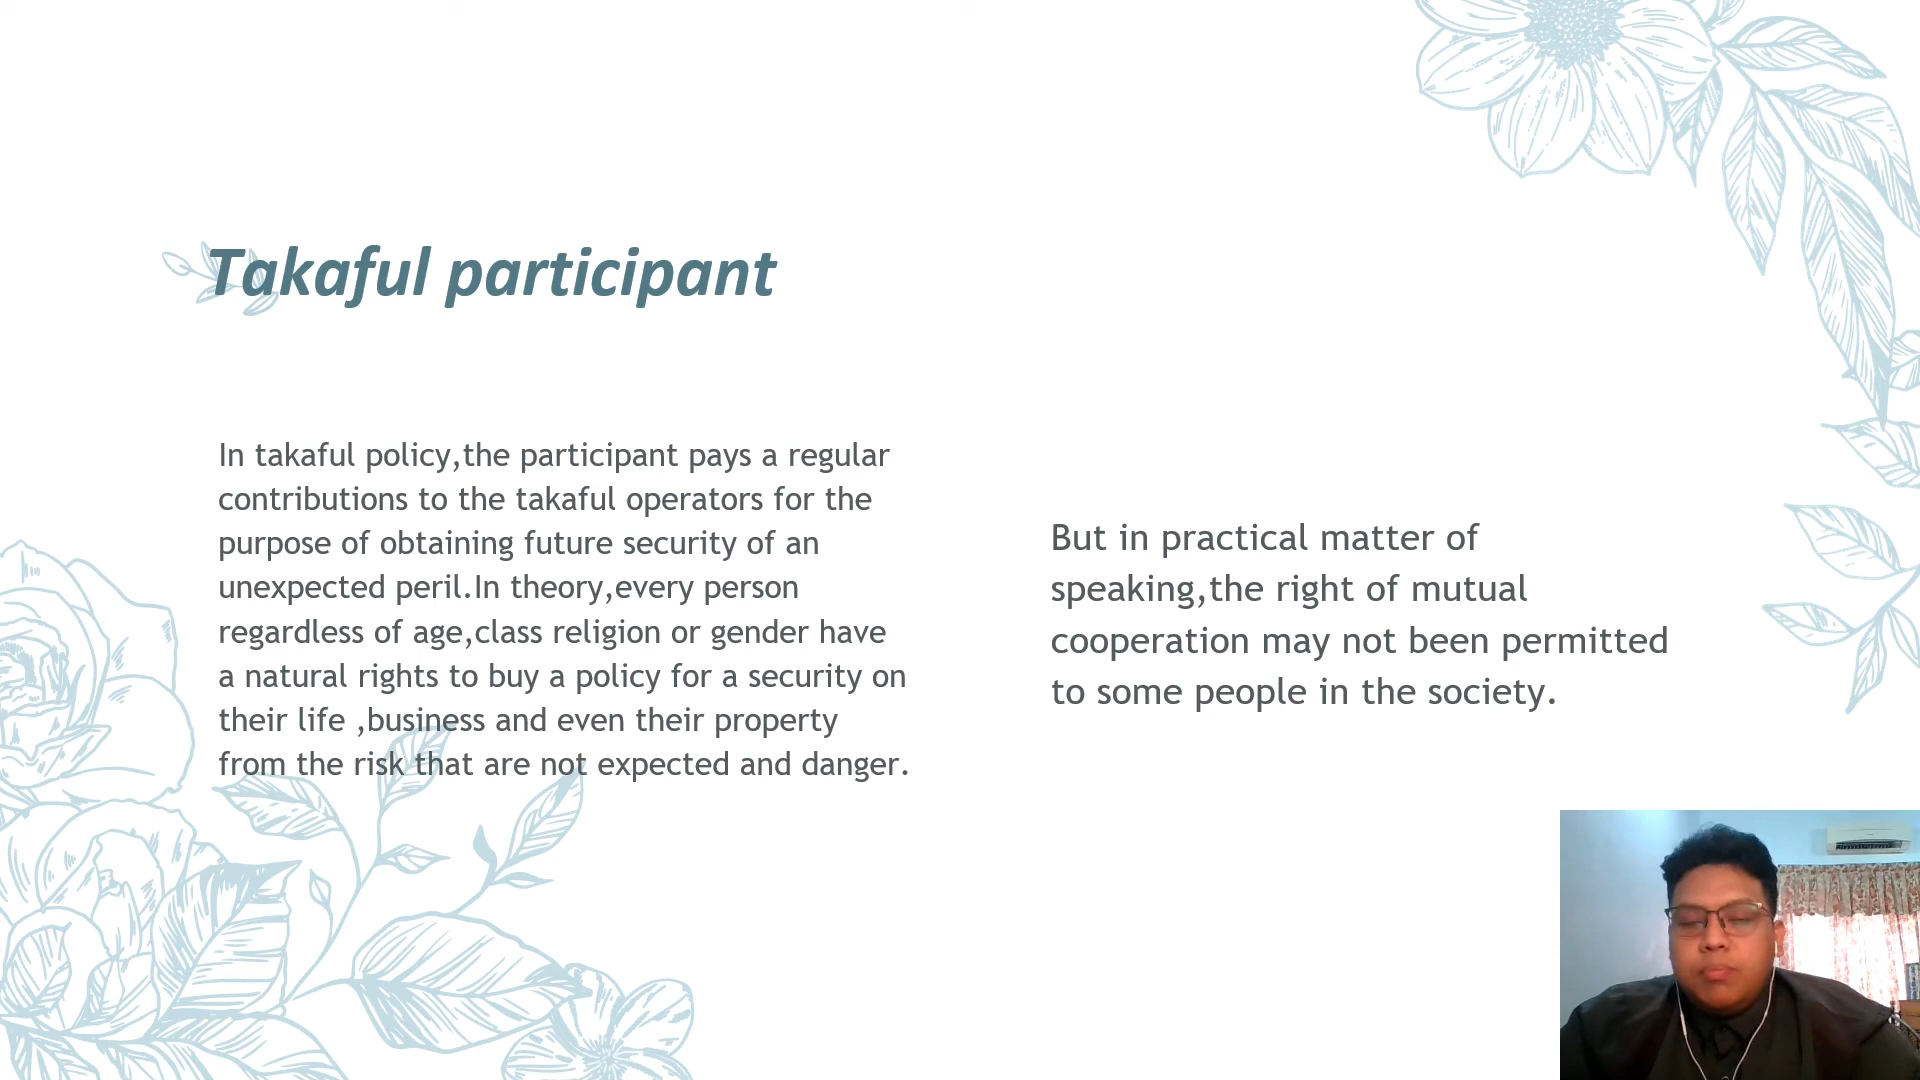 Takaful participant
In takaful policy,the participant pays a regular
contributions to the takaful operators for the
purpose of obtaining future security of an
unexpected peril.In theory,every person
regardless of age,class religion or gender have
a natural rights to buy a policy for a security on
their life ,business and even their property
from the risk that are not expected and danger.
But in practical matter of
speaking,the right of mutual
cooperation may not been permitted
to some people in the society.